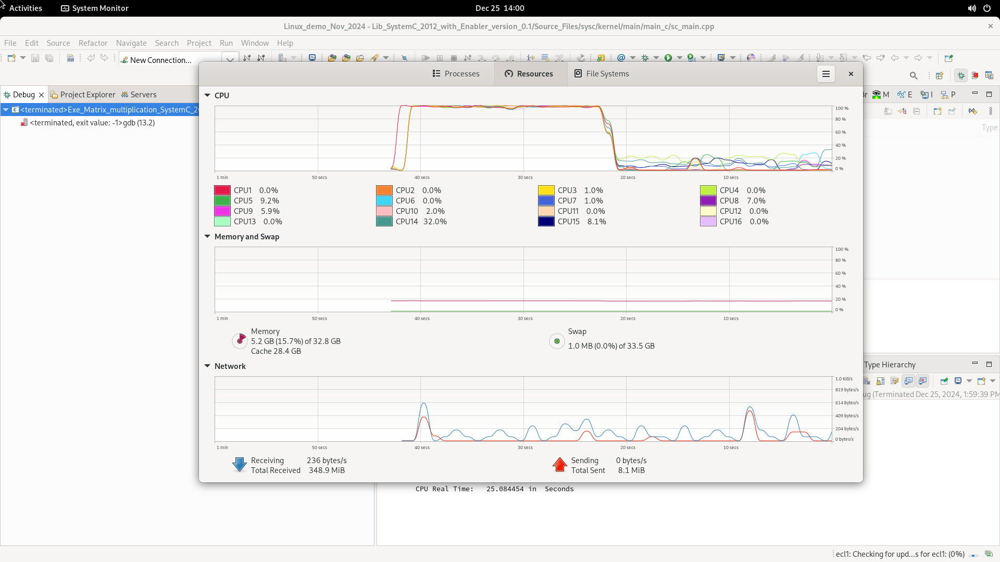 Activities System Monitor Dec 25 14:00
Linux_demo_Nov_2024 - Lib_SystemC_2012_with_Enabler_version_0.1/Source_Files/sysc/kernel/main/main_c/sc_main.cpp
File Edit Source Refactor Navigate Search Project Run Window Help
New Connection...
Processes Resources File Systems
Debug Project Explorer Servers
M E I P
<terminated>Exe_Matrix_multiplication_SystemC_2
<terminated, exit value: -1>gdb (13.2)
Type
CPU
100 %
80 %
60 %
40 %
20 %
0 %
1 min 50 secs 40 secs 30 secs 20 secs 10 secs
CPU1 0.0% CPU2 0.0% CPU3 1.0% CPU4 0.0%
CPU5 9.2% CPU6 0.0% CPU7 1.0% CPU8 7.0%
CPU9 5.9% CPU10 2.0% CPU11 0.0% CPU12 0.0%
CPU13 0.0% CPU14 32.0% CPU15 8.1% CPU16 0.0%
Memory and Swap
100 %
80 %
60 %
40 %
20 %
0 %
1 min 50 secs 40 secs 30 secs 20 secs 10 secs
Memory
5.2 GB (15.7%) of 32.8 GB
Cache 28.4 GB
Swap
1.0 MB (0.0%) of 33.5 GB
Network
1.0 KiB/s
819 bytes/s
614 bytes/s
409 bytes/s
204 bytes/s
0 bytes/s
1 min 50 secs 40 secs 30 secs 20 secs 10 secs
Receiving 236 bytes/s
Total Received 348.9 MiB
Sending 0 bytes/s
Total Sent 8.1 MiB
Type Hierarchy
ug (Terminated Dec 25, 2024, 1:59:39 PM
CPU Real Time: 25.084454 in Seconds
ecl1: Checking for upd...s for ecl1: (0%)